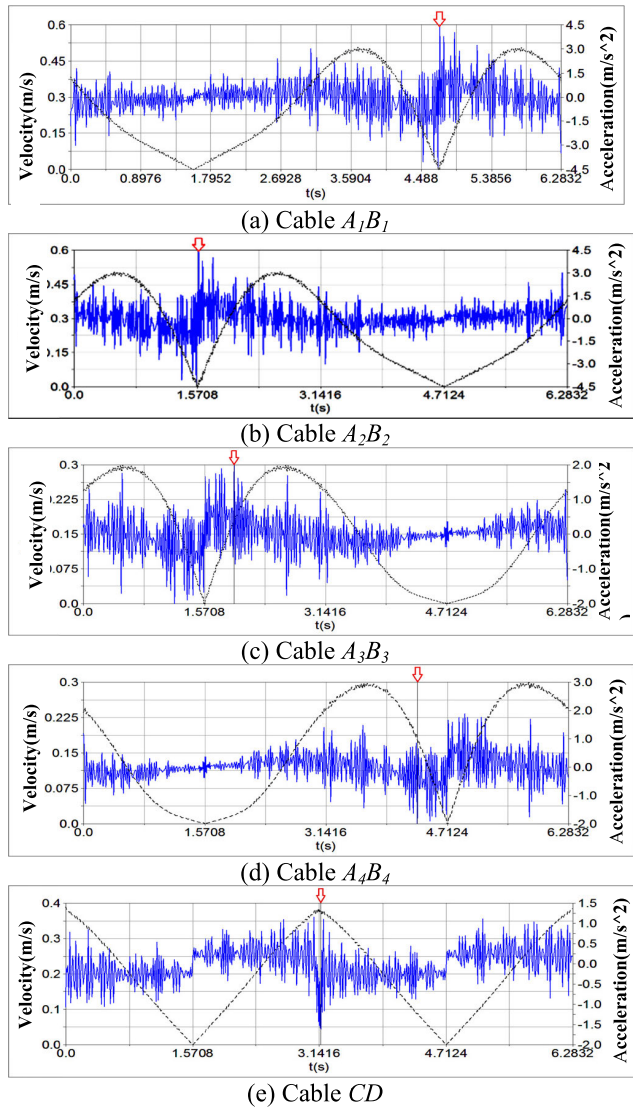 Velocity(m/s)
0.6
0.45
0.3
0.15
0.0
4.5
3.0
1.5
0.0
-1.5
-3.0
-4.5
Acceleration(m/s^2)
0.0 0.8976 1.7952 2.6928 3.5904 4.488 5.3856 6.2832
t(s)
(a) Cable A1B1
Velocity(m/s)
0.6
.45
0.3
.15
0.0
4.5
3.0
1.5
0.0
-1.5
-3.0
-4.5
Acceleration(m/s^2)
0.0 1.5708 3.1416 4.7124 6.2832
t(s)
(b) Cable A2B2
Velocity(m/s)
0.3
0.225
0.15
0.075
0.0
2.0
1.0
0.0
-1.0
-2.0
Acceleration(m/s^2
)
0.0 1.5708 3.1416 4.7124 6.2832
t(s)
(c) Cable A3B3
Velocity(m/s)
0.3
0.225
0.15
0.075
0.0
3.0
2.0
1.0
0.0
-1.0
-2.0
Acceleration(m/s^2)
0.0 1.5708 3.1416 4.7124 6.2832
t(s)
(d) Cable A4B4
Velocity(m/s)
0.4
0.3
0.2
0.1
0.0
1.5
1.0
0.5
0.0
-0.5
-1.0
-1.5
-2.0
Acceleration(m/s^2)
0.0 1.5708 3.1416 4.7124 6.2832
t(s)
(e) Cable CD